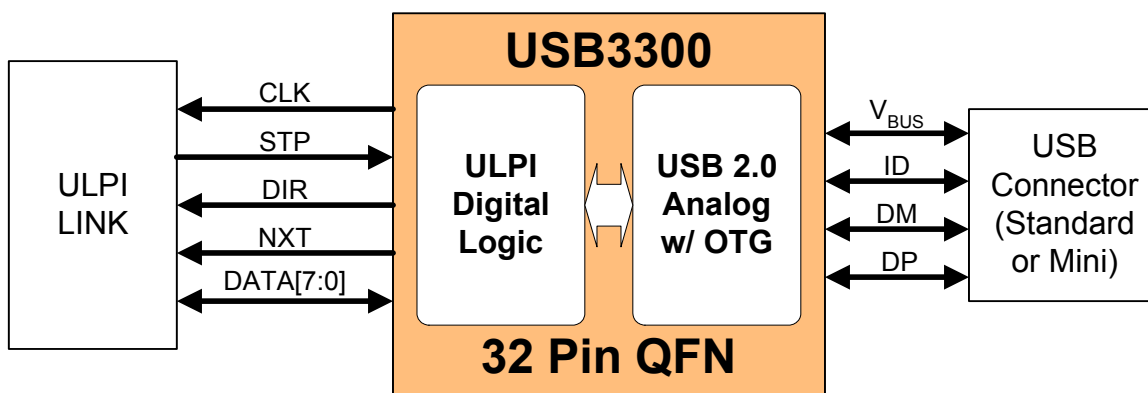 USB3300
ULPI
LINK
CLK
STP
DIR
NXT
DATA[7:0]
ULPI
Digital
Logic
USB 2.0
Analog
w/ OTG
VBUS
ID
DM
DP
USB
Connector
(Standard
or Mini)
32 Pin QFN